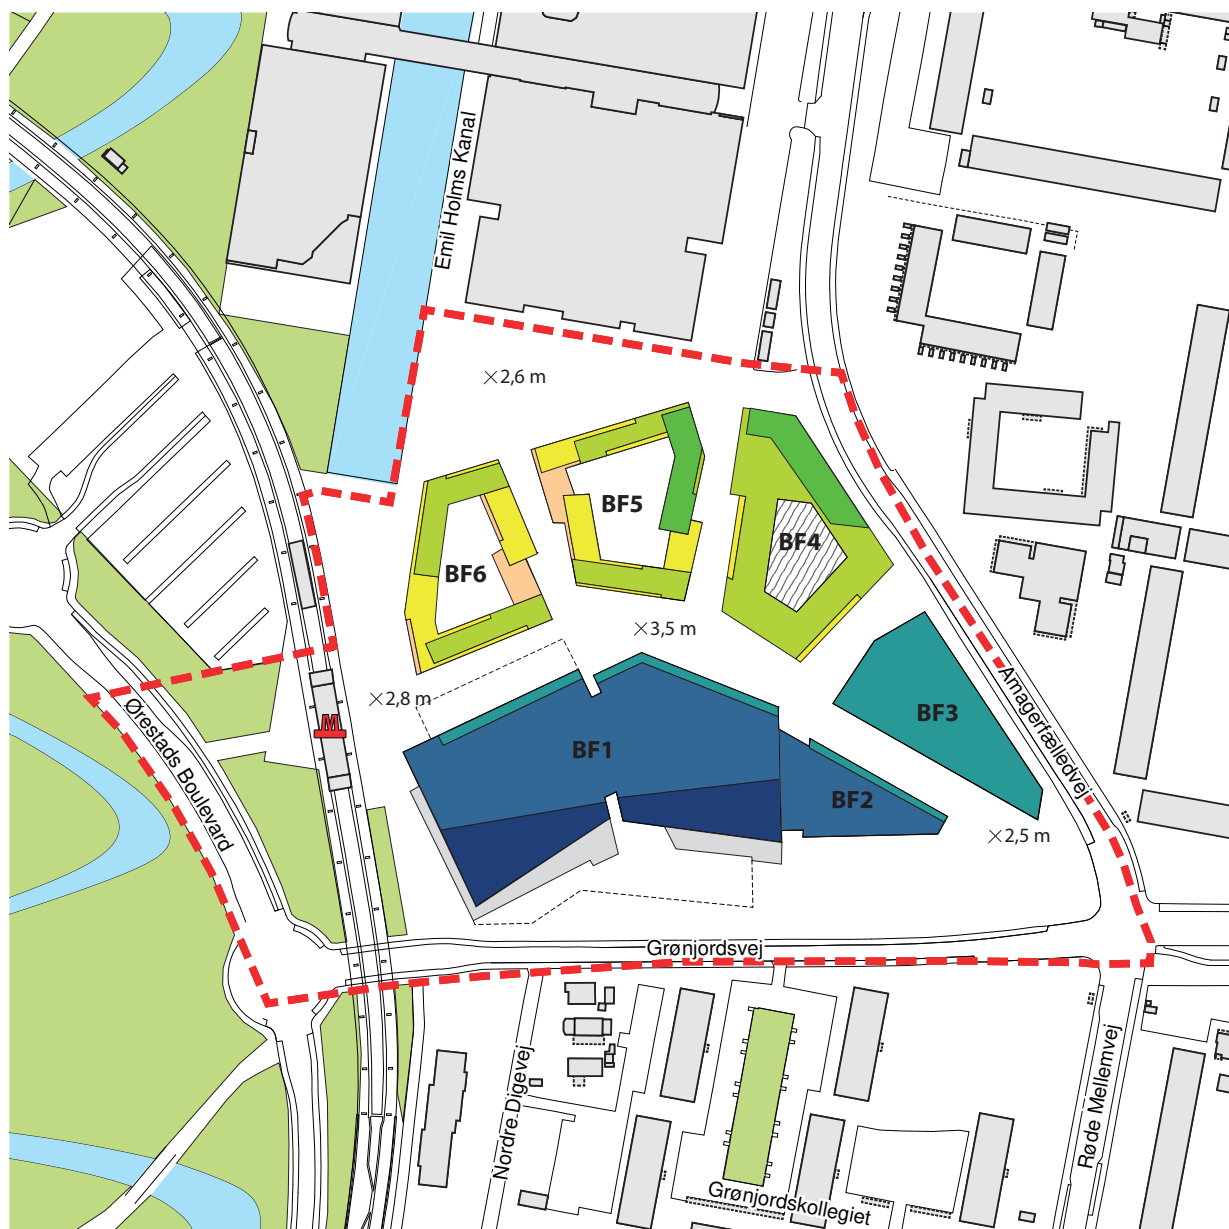 Emil Holms Kanal
×2,6 m
BF5
BF4
BF6
×3,5 m
×2,8 m
M
BF3
Amagerfælledvej
Ørestads Boulevard
BF1
BF2
×2,5 m
Grønjordsvej
Nordre Digevej
Røde Mellemvej
Grønjordskollegiet